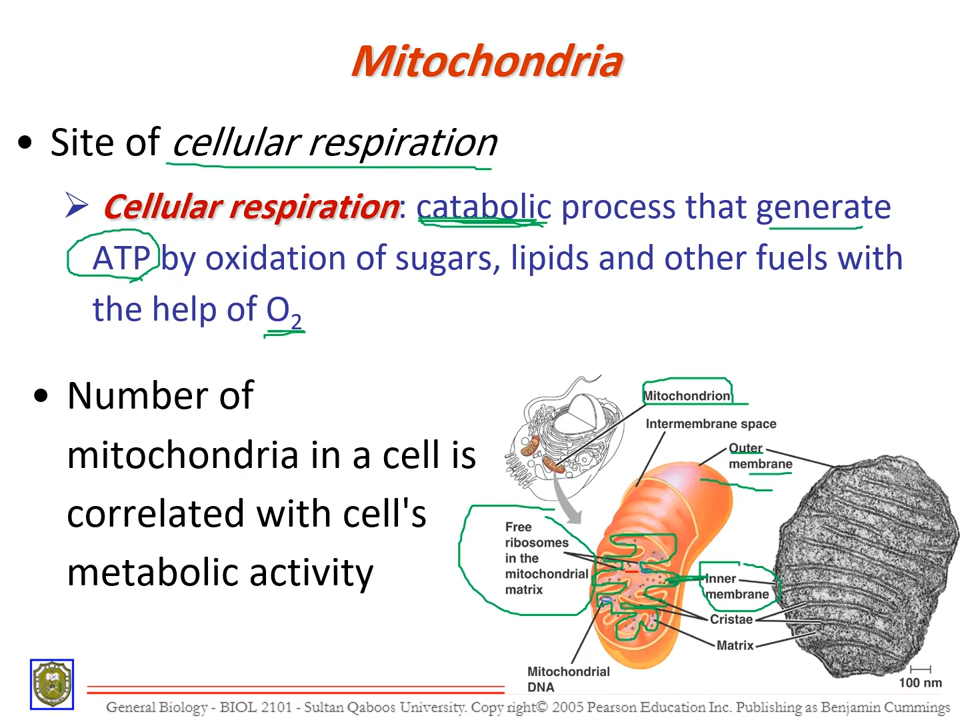 Mitochondria
• Site of cellular respiration
➢ Cellular respiration: catabolic process that generate
ATP by oxidation of sugars, lipids and other fuels with
the help of O₂
• Number of
mitochondria in a cell is
correlated with cell's
metabolic activity
Mitochondrion
Intermembrane space
Outer
membrane
Free
ribosomes
in the
mitochondrial
matrix
Inner
membrane
Cristae
Matrix
Mitochondrial
DNA
100 nm
General Biology - BIOL 2101 - Sultan Qaboos University. Copy right© 2005 Pearson Education Inc. Publishing as Benjamin Cummings